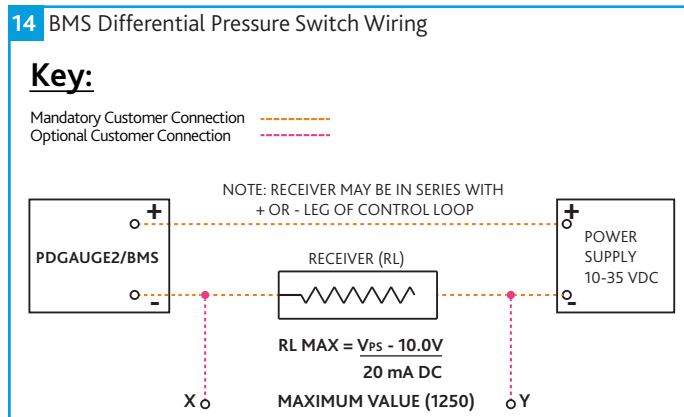 14 BMS Differential Pressure Switch Wiring
Key:
Mandatory Customer Connection
Optional Customer Connection
NOTE: RECEIVER MAY BE IN SERIES WITH
+ OR - LEG OF CONTROL LOOP
+
+
PDGAUGE2/BMS
RECEIVER (RL)
POWER
SUPPLY
10-35 VDC
-
-
RL MAX = VPS - 10.0V
20 mA DC
X
MAXIMUM VALUE (1250)
Y